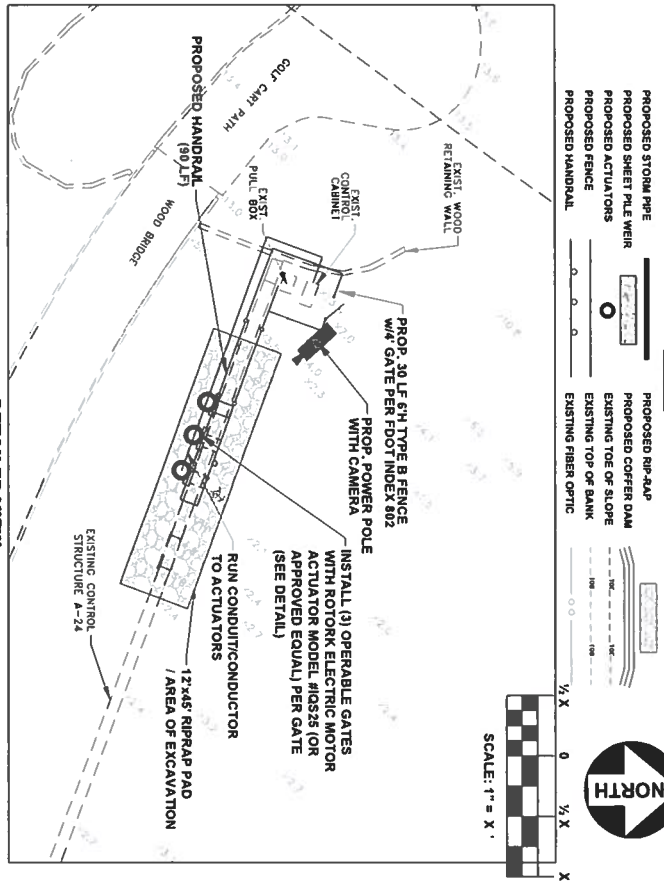 PROPOSED STORM PIPE
PROPOSED SHEET PILE WEIR
PROPOSED ACTUATORS
PROPOSED FENCE
PROPOSED HANDRAIL
PROPOSED RIP-RAP
PROPOSED COFFER DAM
EXISTING TOE OF SLOPE
EXISTING TOP OF BANK
EXISTING FIBER OPTIC
NORTH
½ X
0
½ X
X
SCALE: 1" = X '
EXIST. WOOD
RETAINING WALL
EXIST.
CONTROL
CABINET
EXIST.
PULL BOX
GOLF CART PATH
WOOD BRIDGE
PROPOSED HANDRAIL
(90 LF)
PROP. 30 LF 6'H TYPE B FENCE
w/4' GATE PER FDOT INDEX 802
PROP. POWER POLE
WITH CAMERA
INSTALL (3) OPERABLE GATES
WITH ROTORK ELECTRIC MOTOR
ACTUATOR MODEL #IQS25 (OR
APPROVED EQUAL) PER GATE
(SEE DETAIL)
RUN CONDUIT/CONDUCTOR
TO ACTUATORS
12'x45' RIPRAP PAD
/ AREA OF EXCAVATION
EXISTING CONTROL
STRUCTURE A-24